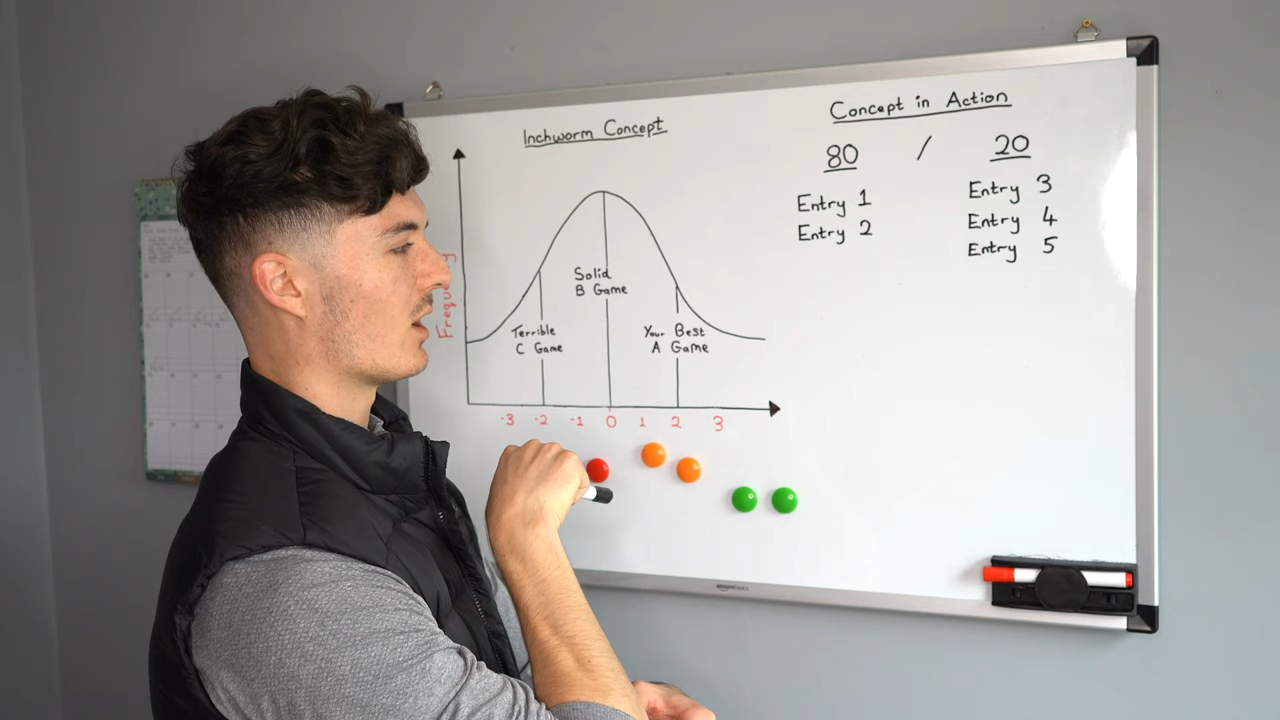 Inchworm Concept
Solid
B Game
Terrible
C Game
Your Best
A Game
-3 -2 -1 0 1 2 3
Concept in Action
80 / 20
Entry 1
Entry 2
Entry 3
Entry 4
Entry 5
amazonbasics